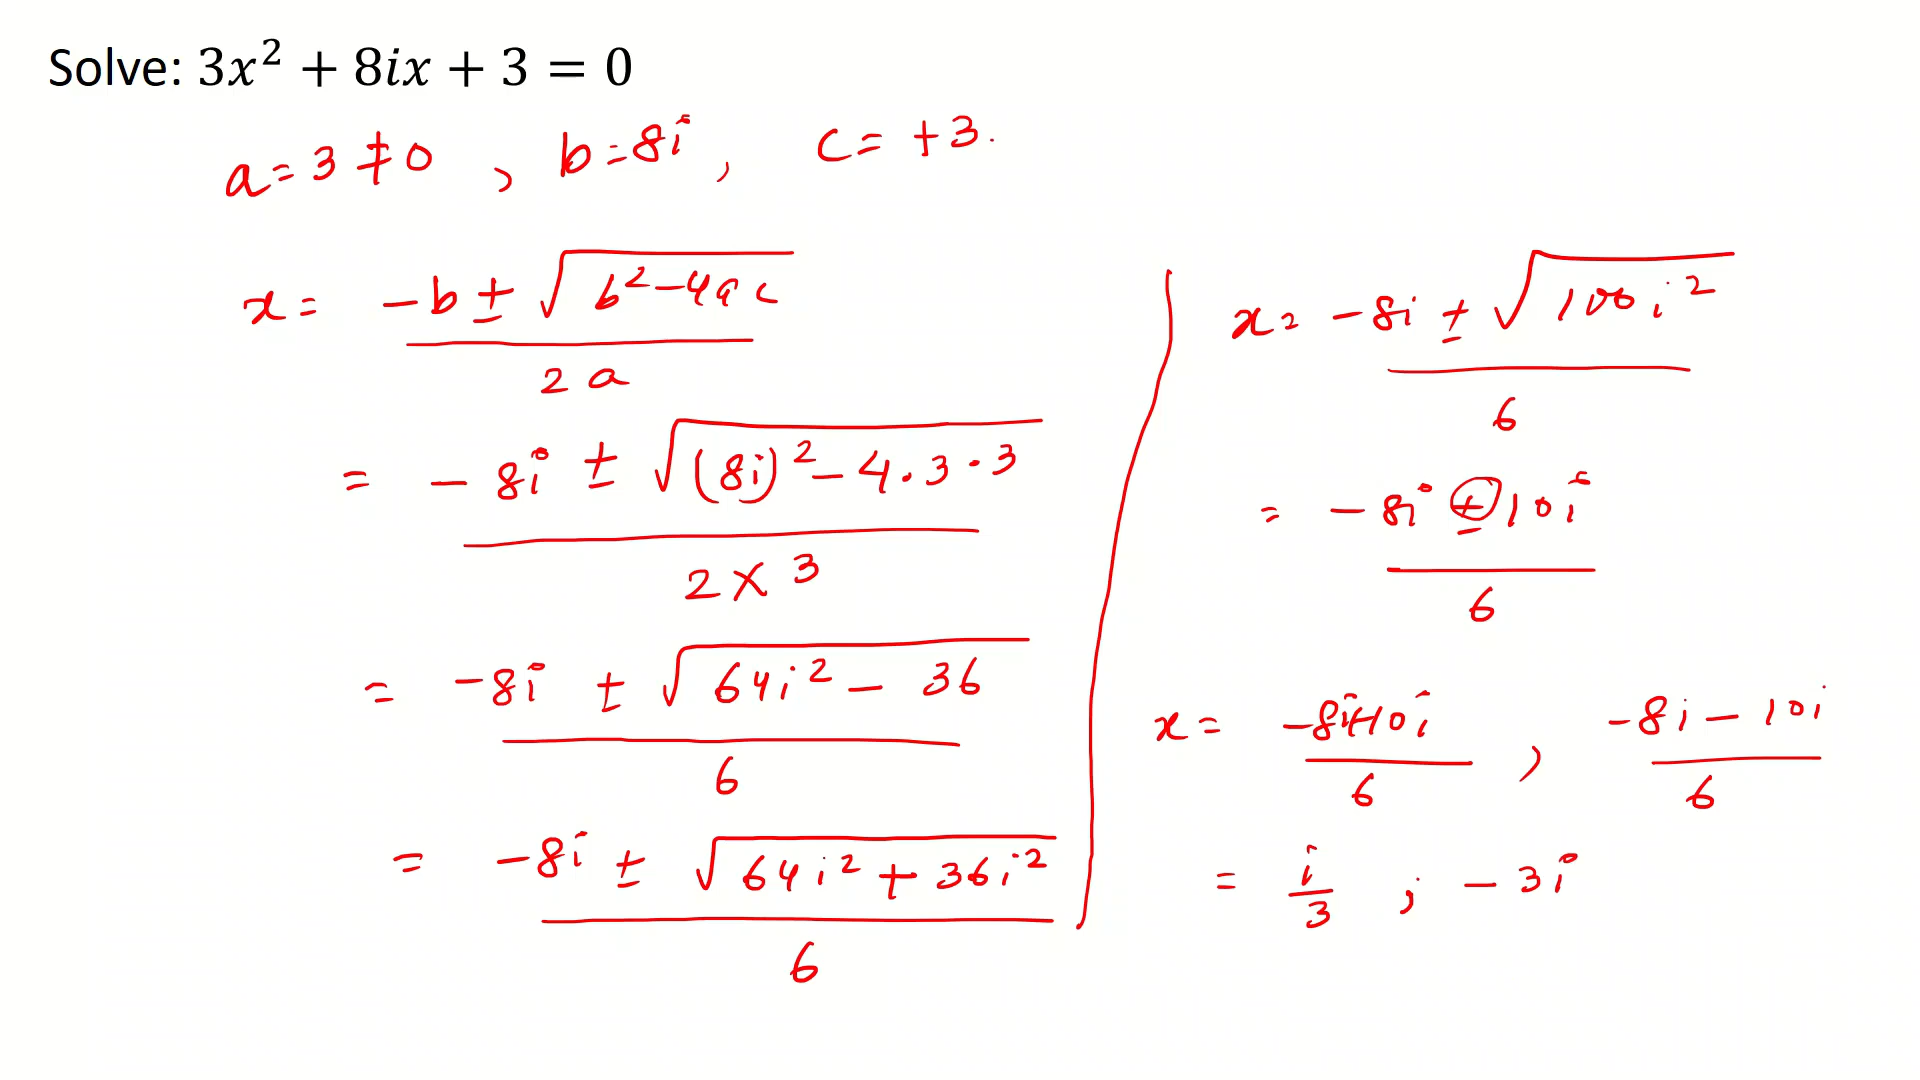 Solve: 3x² + 8ix + 3 = 0
a = 3 ≠ 0 , b = 8i , c = +3.
x = (-b ± √(b² - 4ac)) / 2a
= (-8i ± √((8i)² - 4·3·3)) / (2 × 3)
= (-8i ± √(64i² - 36)) / 6
= (-8i ± √(64i² + 36i²)) / 6
x = (-8i ± √(100i²)) / 6
= (-8i ± 10i) / 6
x = (-8i+10i) / 6 , (-8i - 10i) / 6
= i/3 ; -3i